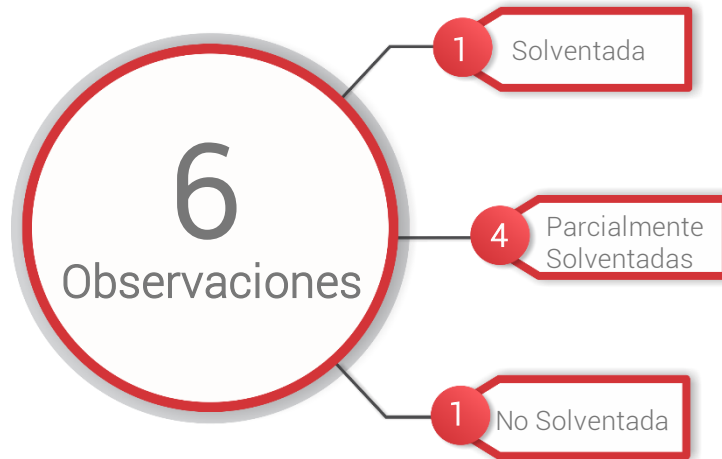 6
Observaciones
1
Solventada
4
Parcialmente
Solventadas
1
No Solventada